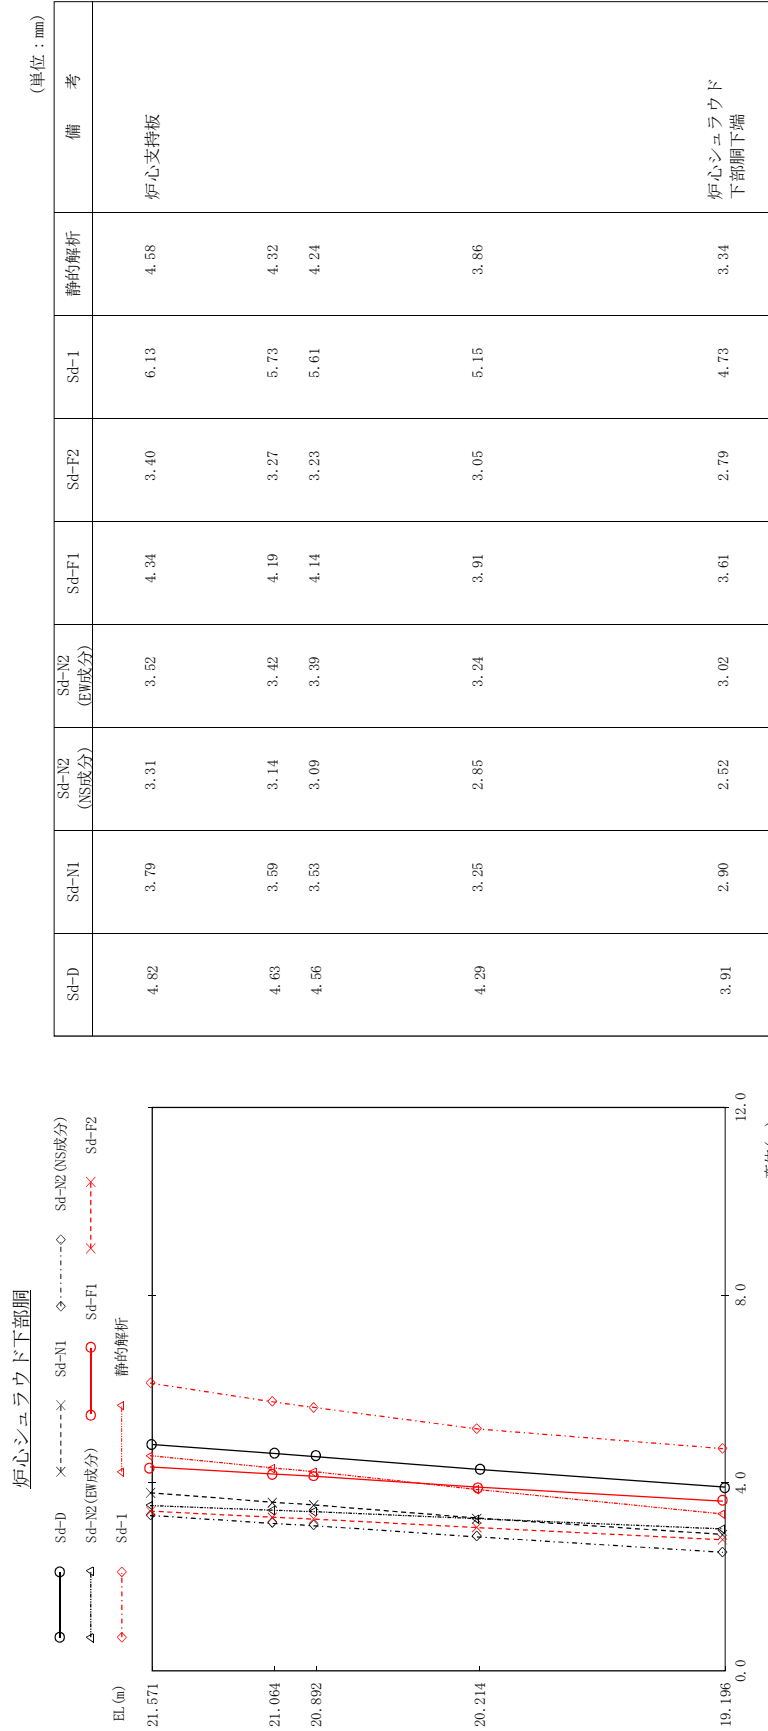 炉心シュラウド下部胴
Sd-D
Sd-N1
Sd-N2(NS成分)
Sd-N2(EW成分)
Sd-F1
Sd-F2
Sd-1
静的解析
EL(m)
21.571
21.064
20.892
20.214
19.196
0.0
4.0
8.0
12.0
(単位:mm)
Sd-D Sd-N1 Sd-N2(NS成分) Sd-N2(EW成分) Sd-F1 Sd-F2 Sd-1 静的解析 備 考
4.82 3.79 3.31 3.52 4.34 3.40 6.13 4.58 炉心支持板
4.63 3.59 3.14 3.42 4.19 3.27 5.73 4.32
4.56 3.53 3.09 3.39 4.14 3.23 5.61 4.24
4.29 3.25 2.85 3.24 3.91 3.05 5.15 3.86
3.91 2.90 2.52 3.02 3.61 2.79 4.73 3.34 炉心シュラウド
下部胴下端